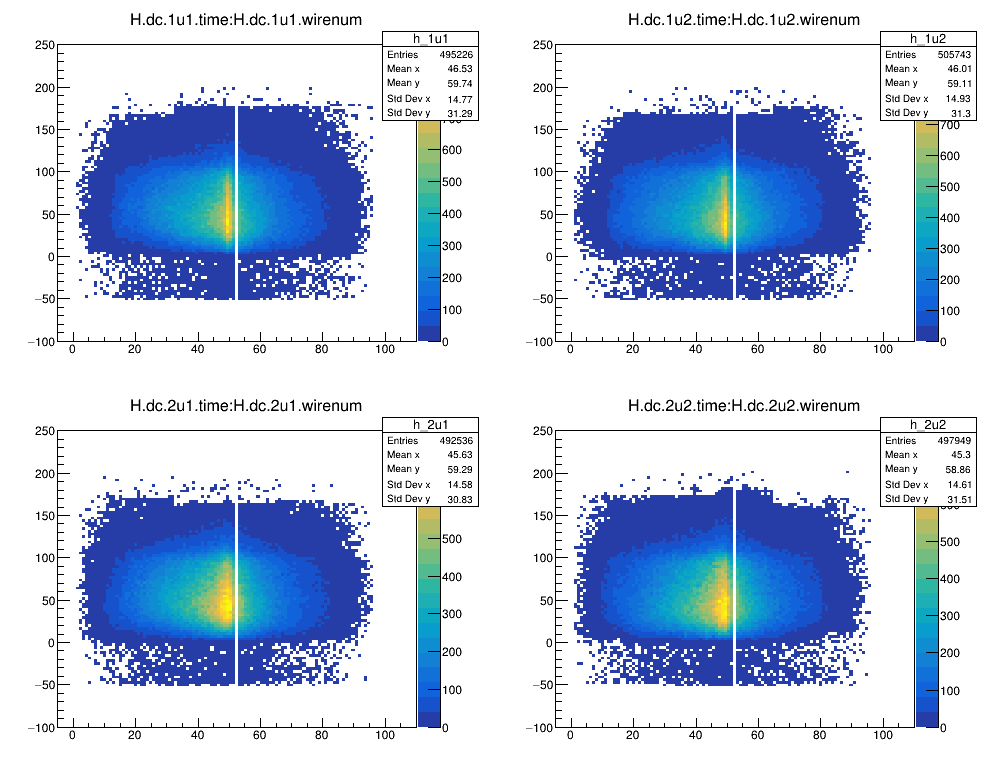 H.dc.1u1.time:H.dc.1u1.wirenum
h_1u1
Entries 495226
Mean x 46.53
Mean y 59.74
Std Dev x 14.77
Std Dev y 31.29
250
200
150
100
50
0
−50
−100
0 20 40 60 80 100
600
500
400
300
200
100
0
H.dc.1u2.time:H.dc.1u2.wirenum
h_1u2
Entries 505743
Mean x 46.01
Mean y 59.11
Std Dev x 14.93
Std Dev y 31.3
250
200
150
100
50
0
−50
−100
0 20 40 60 80 100
700
600
500
400
300
200
100
0
H.dc.2u1.time:H.dc.2u1.wirenum
h_2u1
Entries 492536
Mean x 45.63
Mean y 59.29
Std Dev x 14.58
Std Dev y 30.83
250
200
150
100
50
0
−50
−100
0 20 40 60 80 100
500
400
300
200
100
0
H.dc.2u2.time:H.dc.2u2.wirenum
h_2u2
Entries 497949
Mean x 45.3
Mean y 58.86
Std Dev x 14.61
Std Dev y 31.51
250
200
150
100
50
0
−50
−100
0 20 40 60 80 100
500
400
300
200
100
0